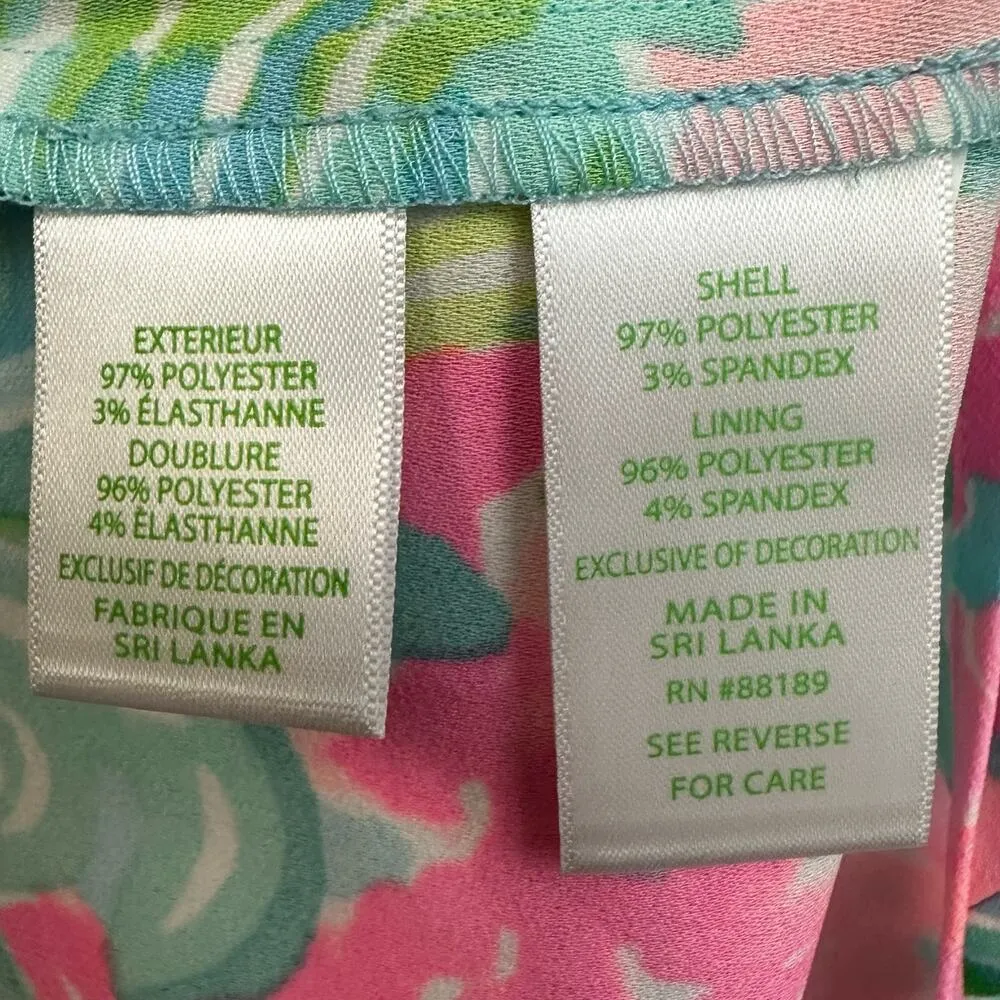 EXTERIEUR
97% POLYESTER
3% ÉLASTHANNE
DOUBLURE
96% POLYESTER
4% ÉLASTHANNE
EXCLUSIF DE DÉCORATION
FABRIQUE EN
SRI LANKA
SHELL
97% POLYESTER
3% SPANDEX
LINING
96% POLYESTER
4% SPANDEX
EXCLUSIVE OF DECORATION
MADE IN
SRI LANKA
RN #88189
SEE REVERSE
FOR CARE